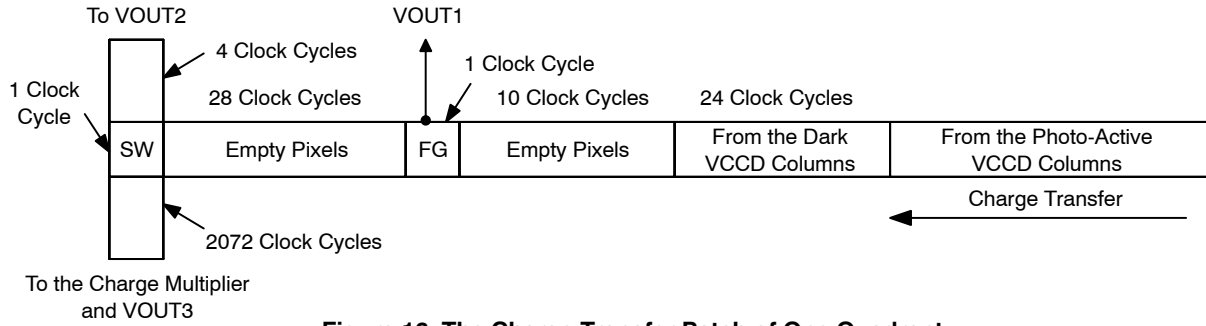 To VOUT2
VOUT1
4 Clock Cycles
1 Clock Cycle
1 Clock
Cycle
28 Clock Cycles
10 Clock Cycles
24 Clock Cycles
SW
Empty Pixels
FG
Empty Pixels
From the Dark
VCCD Columns
From the Photo-Active
VCCD Columns
Charge Transfer
2072 Clock Cycles
To the Charge Multiplier
and VOUT3